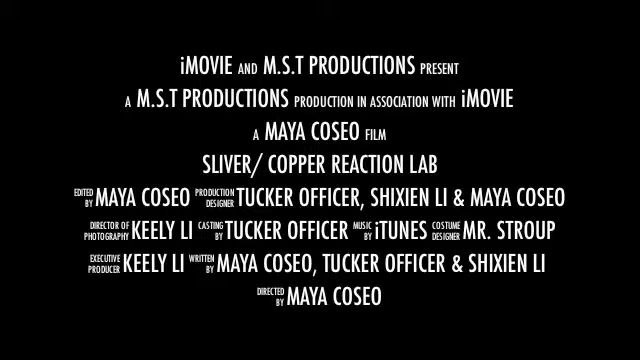 iMOVIE AND M.S.T PRODUCTIONS PRESENT
A M.S.T PRODUCTIONS PRODUCTION IN ASSOCIATION WITH iMOVIE
A MAYA COSEO FILM
SLIVER/ COPPER REACTION LAB
EDITED BY MAYA COSEO PRODUCTION DESIGNER TUCKER OFFICER, SHIXIEN LI & MAYA COSEO
DIRECTOR OF PHOTOGRAPHY KEELY LI CASTING BY TUCKER OFFICER MUSIC BY iTUNES COSTUME DESIGNER MR. STROUP
EXECUTIVE PRODUCER KEELY LI WRITTEN BY MAYA COSEO, TUCKER OFFICER & SHIXIEN LI
DIRECTED BY MAYA COSEO